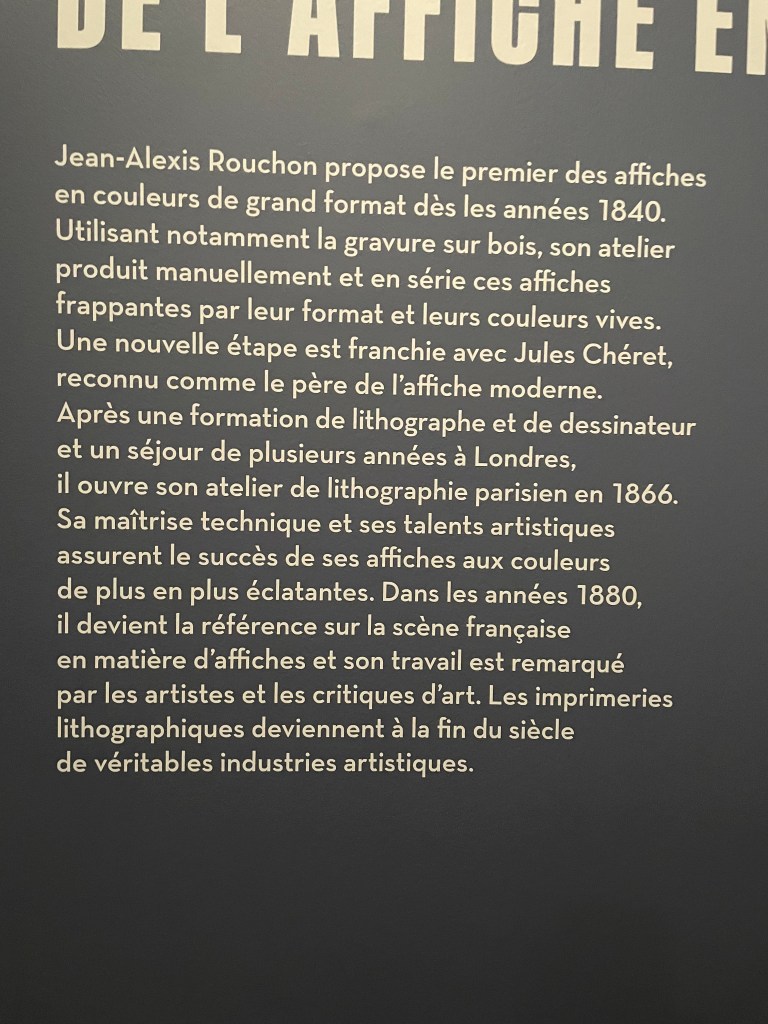 DE L'AFFICHE EN
Jean-Alexis Rouchon propose le premier des affiches
en couleurs de grand format dès les années 1840.
Utilisant notamment la gravure sur bois, son atelier
produit manuellement et en série ces affiches
frappantes par leur format et leurs couleurs vives.
Une nouvelle étape est franchie avec Jules Chéret,
reconnu comme le père de l'affiche moderne.
Après une formation de lithographe et de dessinateur
et un séjour de plusieurs années à Londres,
il ouvre son atelier de lithographie parisien en 1866.
Sa maîtrise technique et ses talents artistiques
assurent le succès de ses affiches aux couleurs
de plus en plus éclatantes. Dans les années 1880,
il devient la référence sur la scène française
en matière d'affiches et son travail est remarqué
par les artistes et les critiques d'art. Les imprimeries
lithographiques deviennent à la fin du siècle
de véritables industries artistiques.